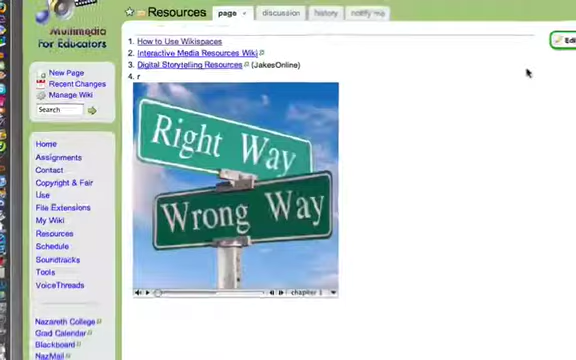 Multimedia
For Educators
Resources
page
discussion
history
notify me
Edi
New Page
Recent Changes
Manage Wiki
Search
Home
Assignments
Contact
Copyright & Fair
Use
File Extensions
My Wiki
Resources
Schedule
Soundtracks
Tools
VoiceThreads
Nazareth College
Grad Calendar
Blackboard
NazMail
1. How to Use Wikispaces
2. Interactive Media Resources Wiki
3. Digital Storytelling Resources (JakesOnline)
4. r
Right Way
Wrong Way
chapter 1